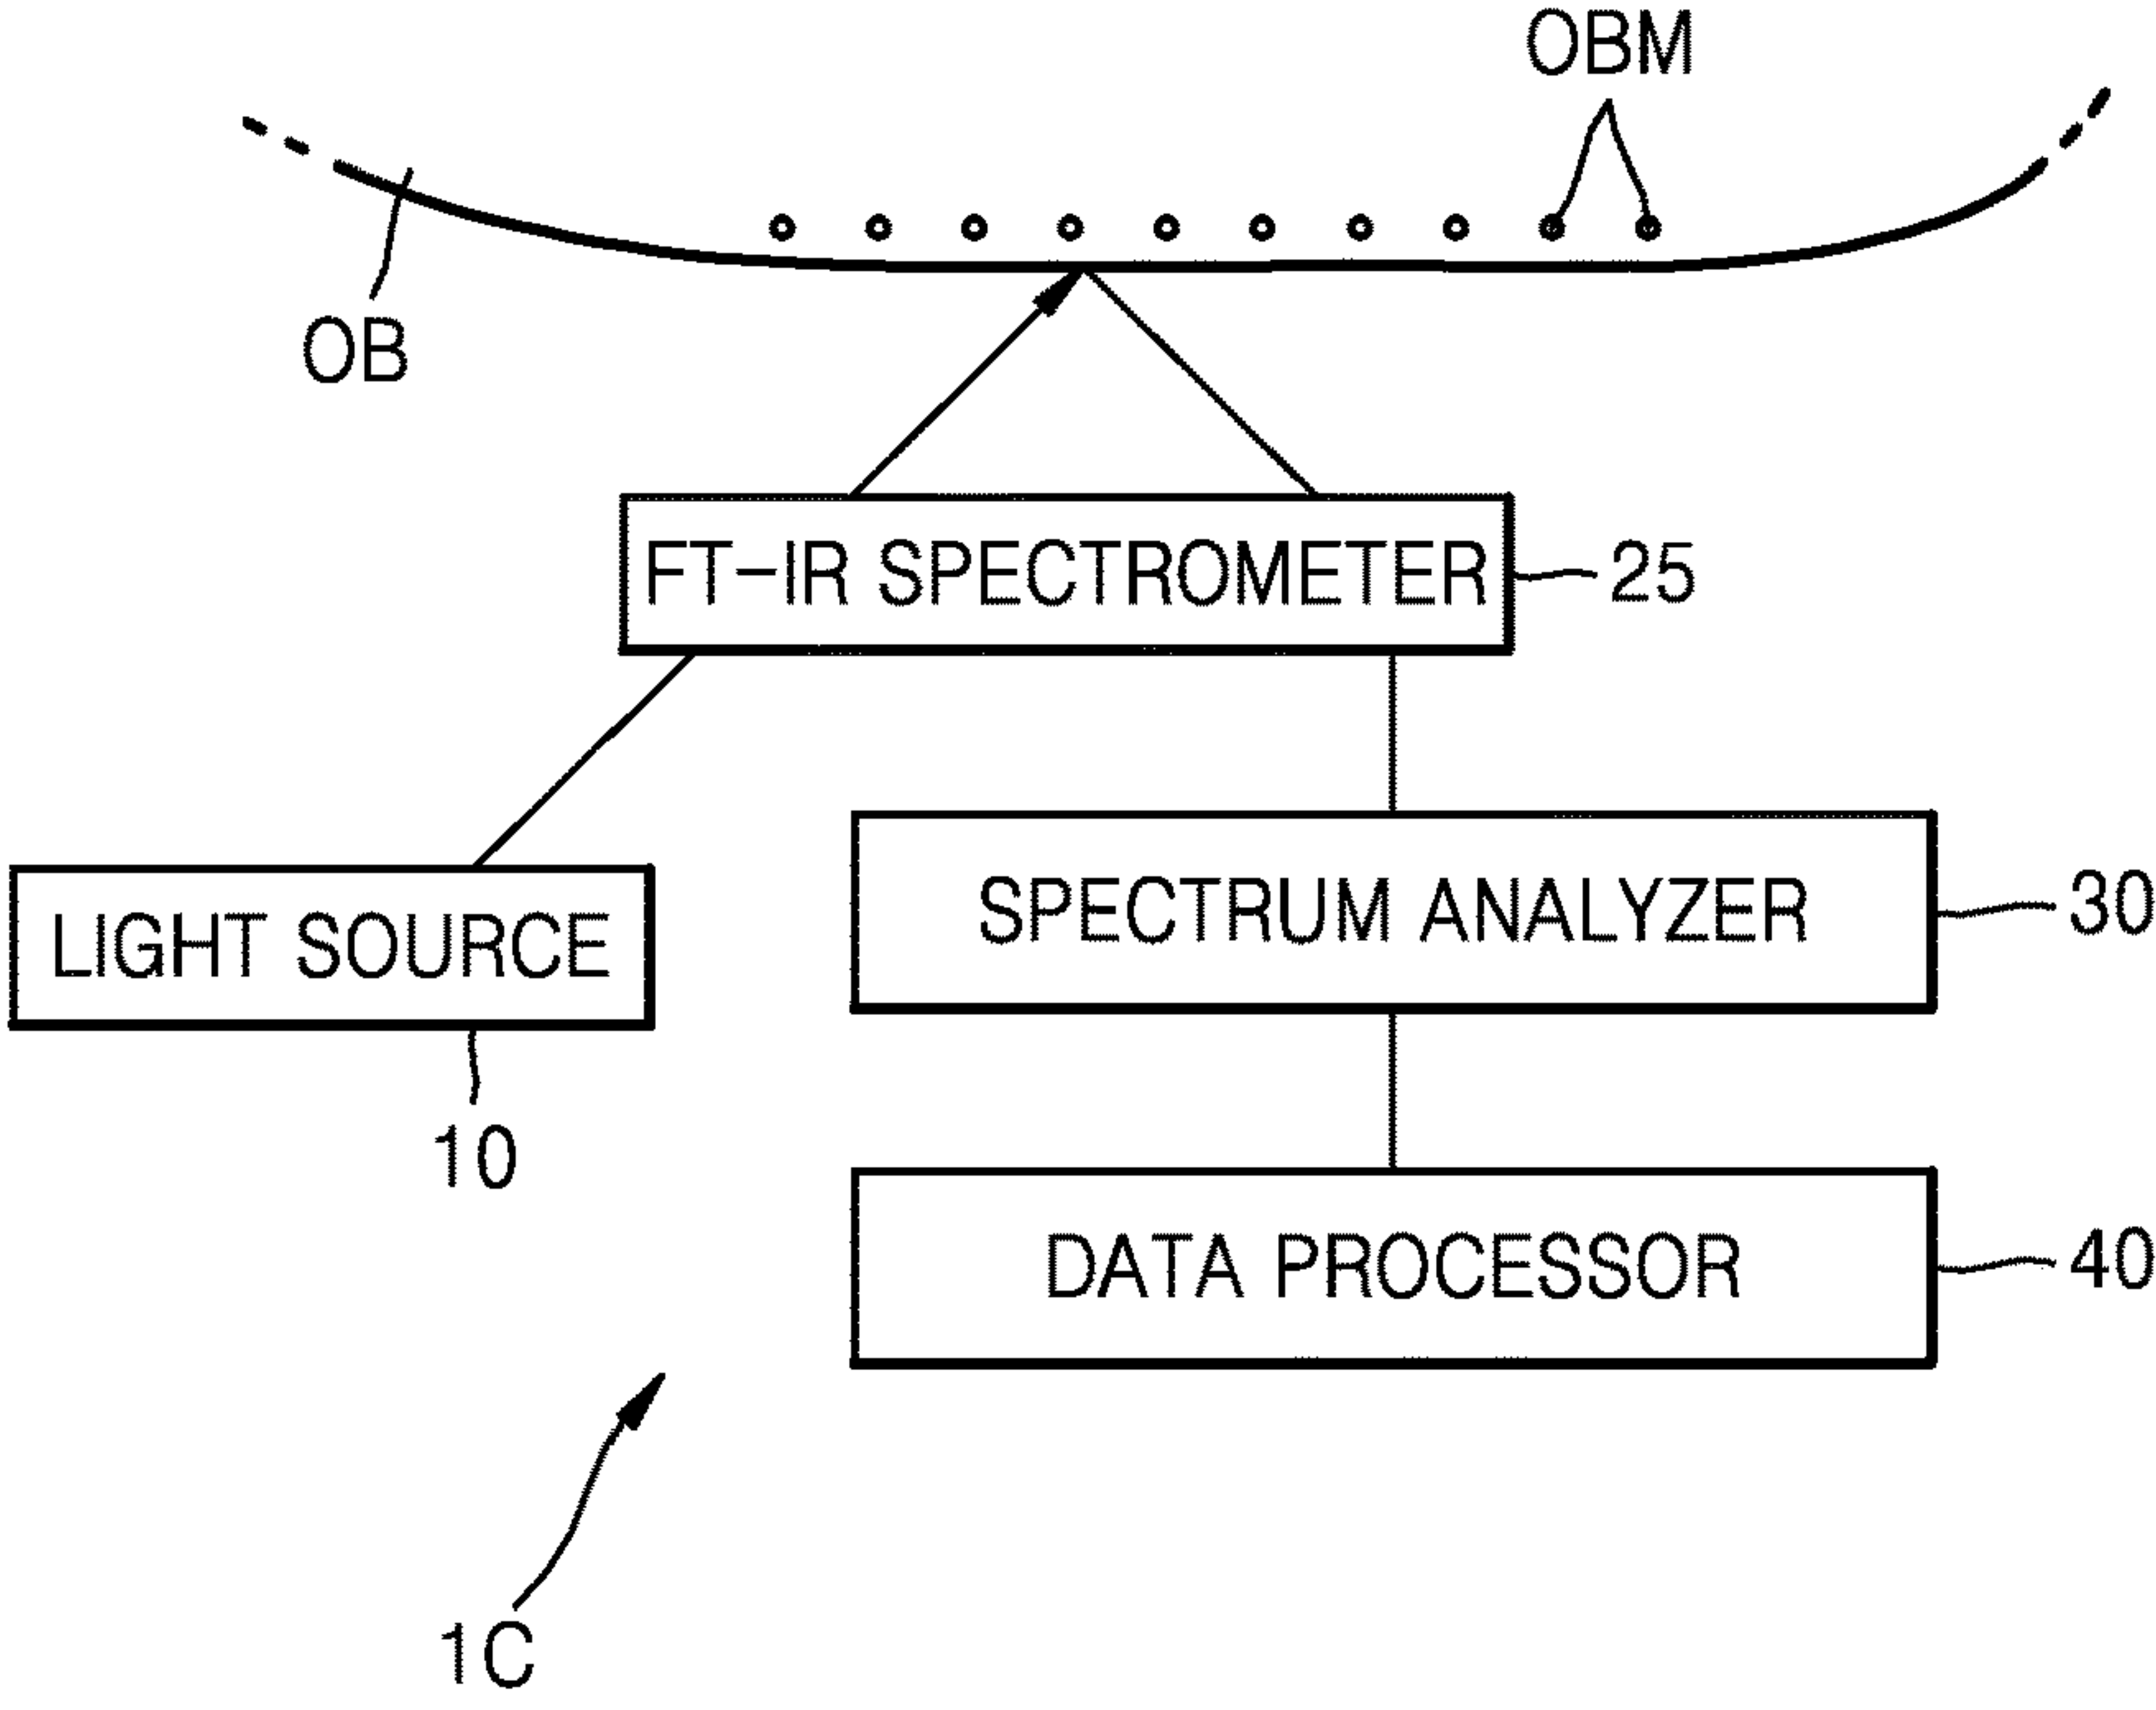 OBM
OB
FT-IR SPECTROMETER
25
SPECTRUM ANALYZER
30
LIGHT SOURCE
10
DATA PROCESSOR
40
1C